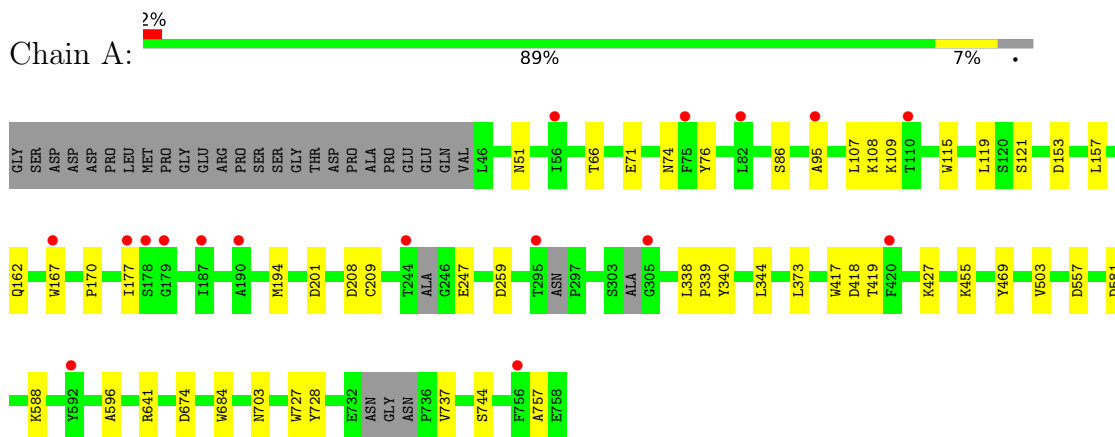 2%
Chain A:
89% 7% •
GLY SER ASP ASP ASP PRO LEU MET PRO GLY GLU ARG PRO SER SER GLY THR ASP PRO ALA PRO GLU GLU GLN VAL L46 N51 I56 T66 E71 N74 F75 Y76 L82 S86 A95 L107 K108 K109 T110 W115 L119 S120 S121 D153 L157
Q162 W167 P170 I177 S178 G179 I187 A190 M194 D201 D208 C209 T244 ALA G246 E247 D259 T295 ASN P297 S303 ALA G305 L338 P339 Y340 L344 L373 W417 D418 T419 F420 K427 K455 Y469 V503 D557 D581
K588 Y592 A596 R641 D674 W684 N703 W727 Y728 E732 ASN GLY ASN P736 V737 S744 F756 A757 E758